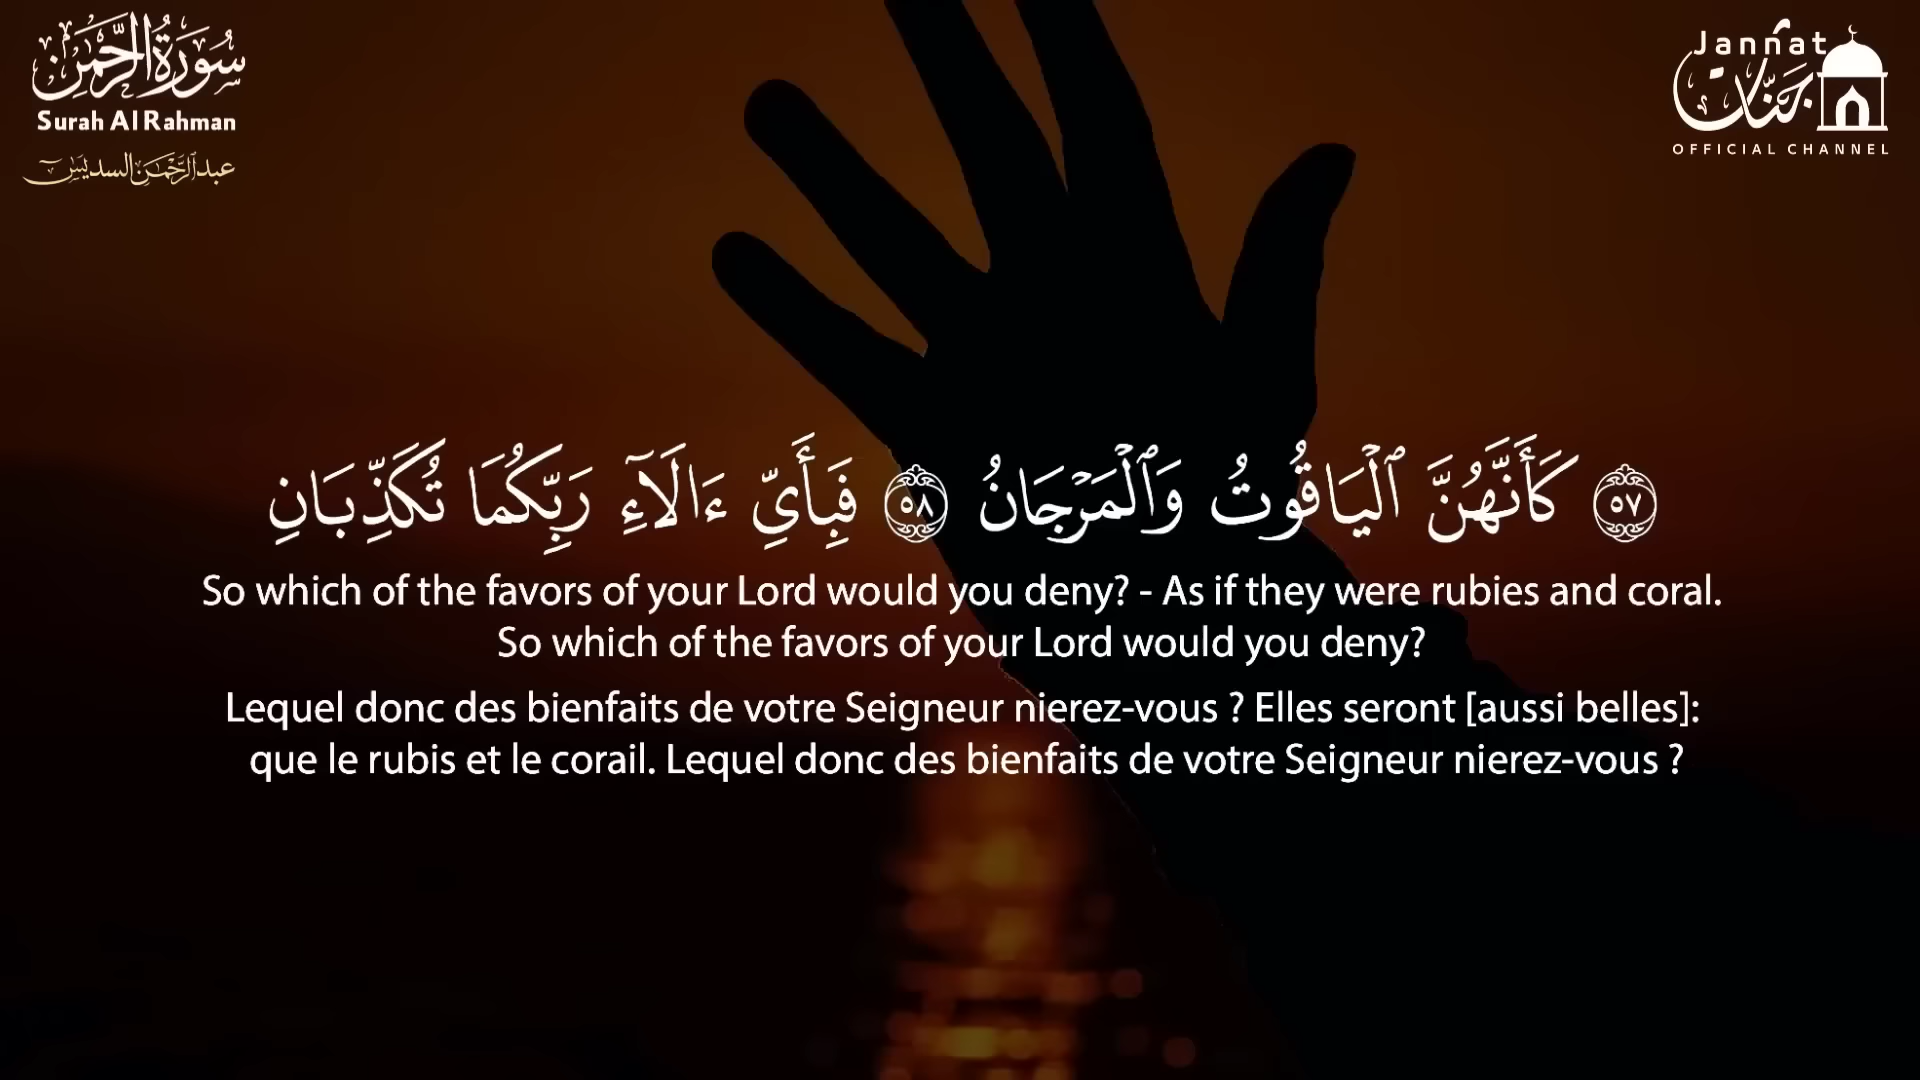 سُورَةُ الرَّحْمَٰن
Surah Al Rahman
عبدالرَّحْمَٰن السديس
Jannat
جَنَّات
OFFICIAL CHANNEL
۝٥٧ كَأَنَّهُنَّ ٱلْيَاقُوتُ وَٱلْمَرْجَانُ ۝٥٨ فَبِأَيِّ ءَالَآءِ رَبِّكُمَا تُكَذِّبَانِ
So which of the favors of your Lord would you deny? - As if they were rubies and coral.
So which of the favors of your Lord would you deny?
Lequel donc des bienfaits de votre Seigneur nierez-vous ? Elles seront [aussi belles]:
que le rubis et le corail. Lequel donc des bienfaits de votre Seigneur nierez-vous ?